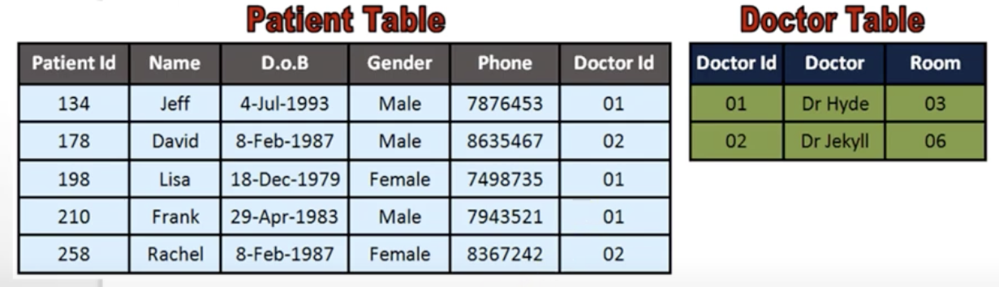 Patient Table
Doctor Table
Patient Id Name D.o.B Gender Phone Doctor Id
134 Jeff 4-Jul-1993 Male 7876453 01
178 David 8-Feb-1987 Male 8635467 02
198 Lisa 18-Dec-1979 Female 7498735 01
210 Frank 29-Apr-1983 Male 7943521 01
258 Rachel 8-Feb-1987 Female 8367242 02
Doctor Id Doctor Room
01 Dr Hyde 03
02 Dr Jekyll 06